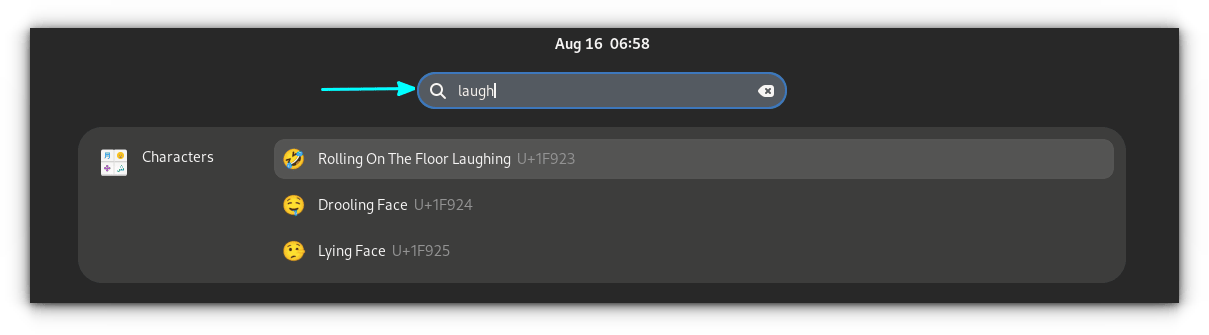 Aug 16 06:58
laugh
Characters
Rolling On The Floor Laughing U+1F923
Drooling Face U+1F924
Lying Face U+1F925